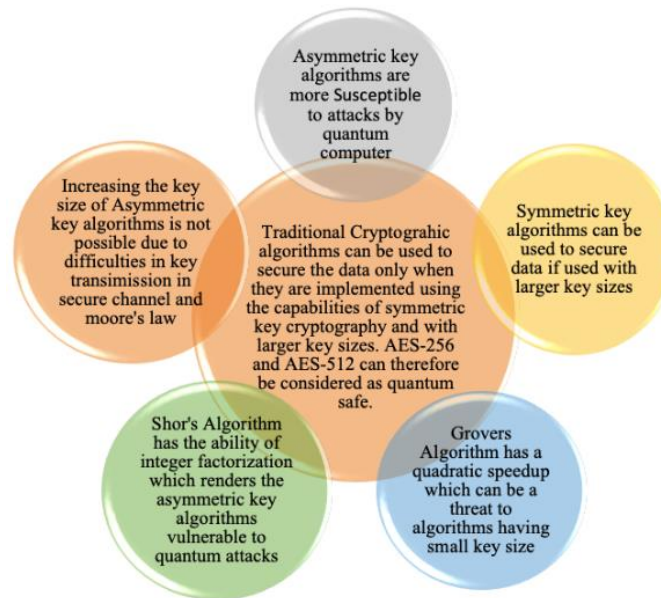 Asymmetric key
algorithms are
more Susceptible
to attacks by
quantum
computer
Increasing the key
size of Asymmetric
key algorithms is not
possible due to
difficulties in key
transimission in
secure channel and
moore's law
Traditional Cryptograhic
algorithms can be used to
secure the data only when
they are implemented using
the capabilities of symmetric
key cryptography and with
larger key sizes. AES-256
and AES-512 can therefore
be considered as quantum
safe.
Symmetric key
algorithms can be
used to secure
data if used with
larger key sizes
Shor's Algorithm
has the ability of
integer factorization
which renders the
asymmetric key
algorithms
vulnerable to
quantum attacks
Grovers
Algorithm has a
quadratic speedup
which can be a
threat to
algorithms having
small key size